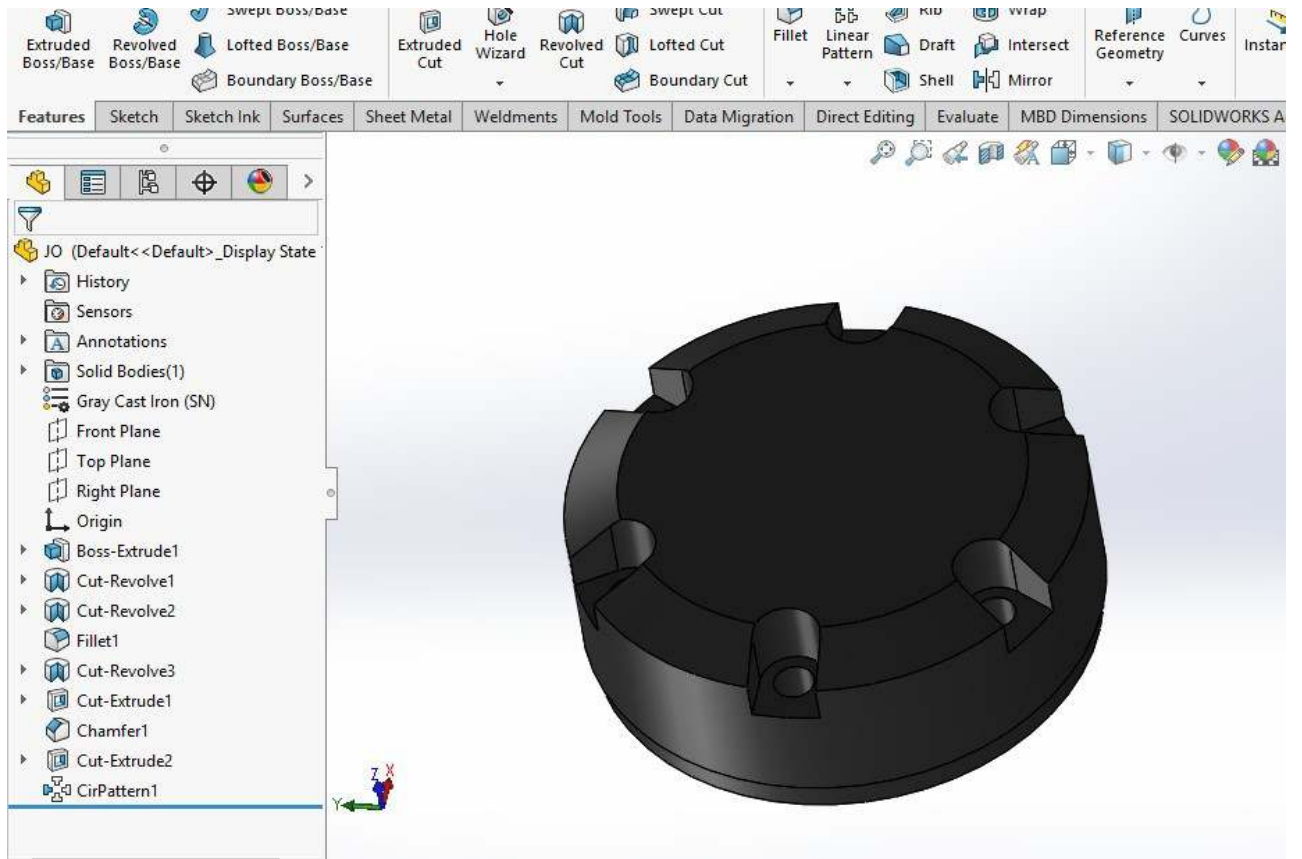 Swept Boss/Base
Extruded Boss/Base
Revolved Boss/Base
Lofted Boss/Base
Boundary Boss/Base
Extruded Cut
Hole Wizard
Revolved Cut
Swept Cut
Lofted Cut
Boundary Cut
Fillet
Linear Pattern
Rib
Draft
Shell
Wrap
Intersect
Mirror
Reference Geometry
Curves
Instan
Features Sketch Sketch Ink Surfaces Sheet Metal Weldments Mold Tools Data Migration Direct Editing Evaluate MBD Dimensions SOLIDWORKS A
JO (Default<<Default>_Display State
History
Sensors
A Annotations
Solid Bodies(1)
Gray Cast Iron (SN)
Front Plane
Top Plane
Right Plane
Origin
Boss-Extrude1
Cut-Revolve1
Cut-Revolve2
Fillet1
Cut-Revolve3
Cut-Extrude1
Chamfer1
Cut-Extrude2
CirPattern1
Z X
Y